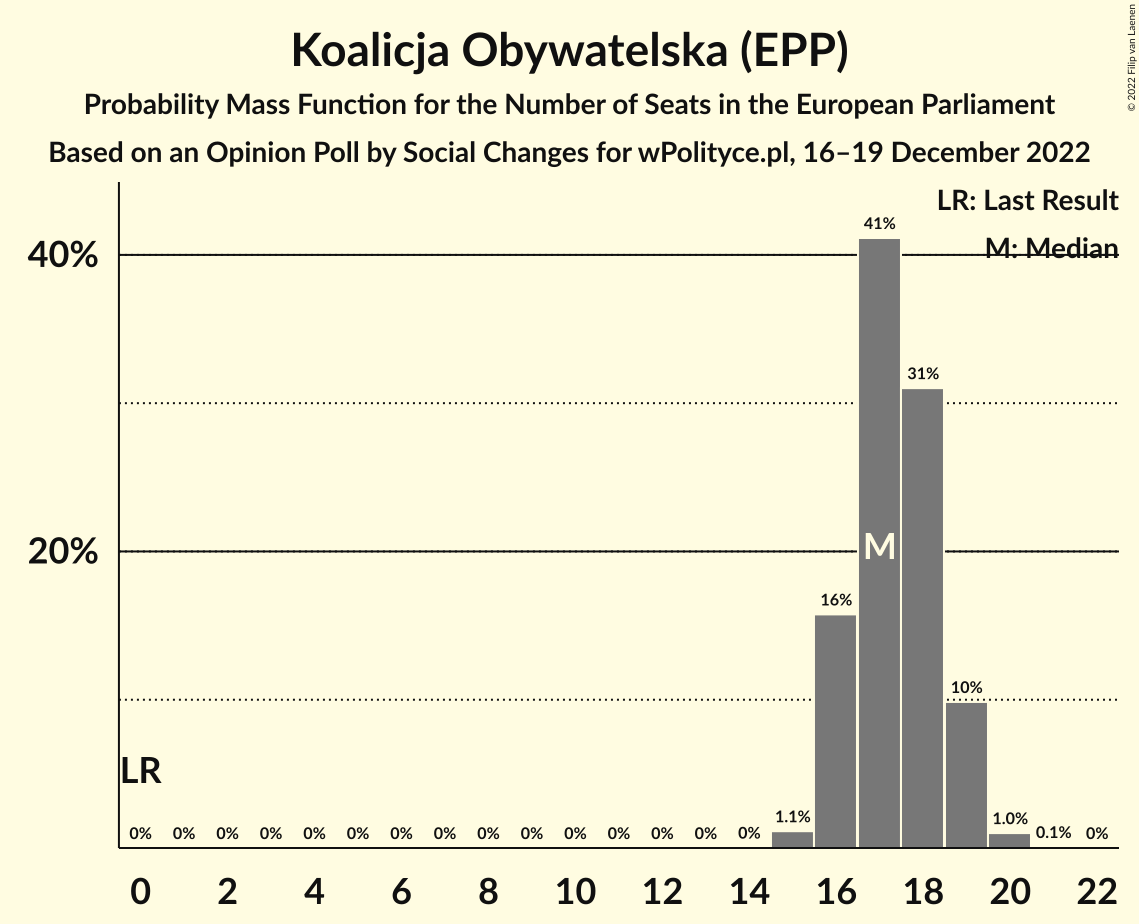 Koalicja Obywatelska (EPP)
Probability Mass Function for the Number of Seats in the European Parliament
Based on an Opinion Poll by Social Changes for wPolityce.pl, 16–19 December 2022
© 2022 Filip van Laenen
LR: Last Result
M: Median
40%
20%
41%
31%
M
16%
10%
LR
0% 0% 0% 0% 0% 0% 0% 0% 0% 0% 0% 0% 0% 0% 0% 1.1% 1.0% 0.1% 0%
0 2 4 6 8 10 12 14 16 18 20 22